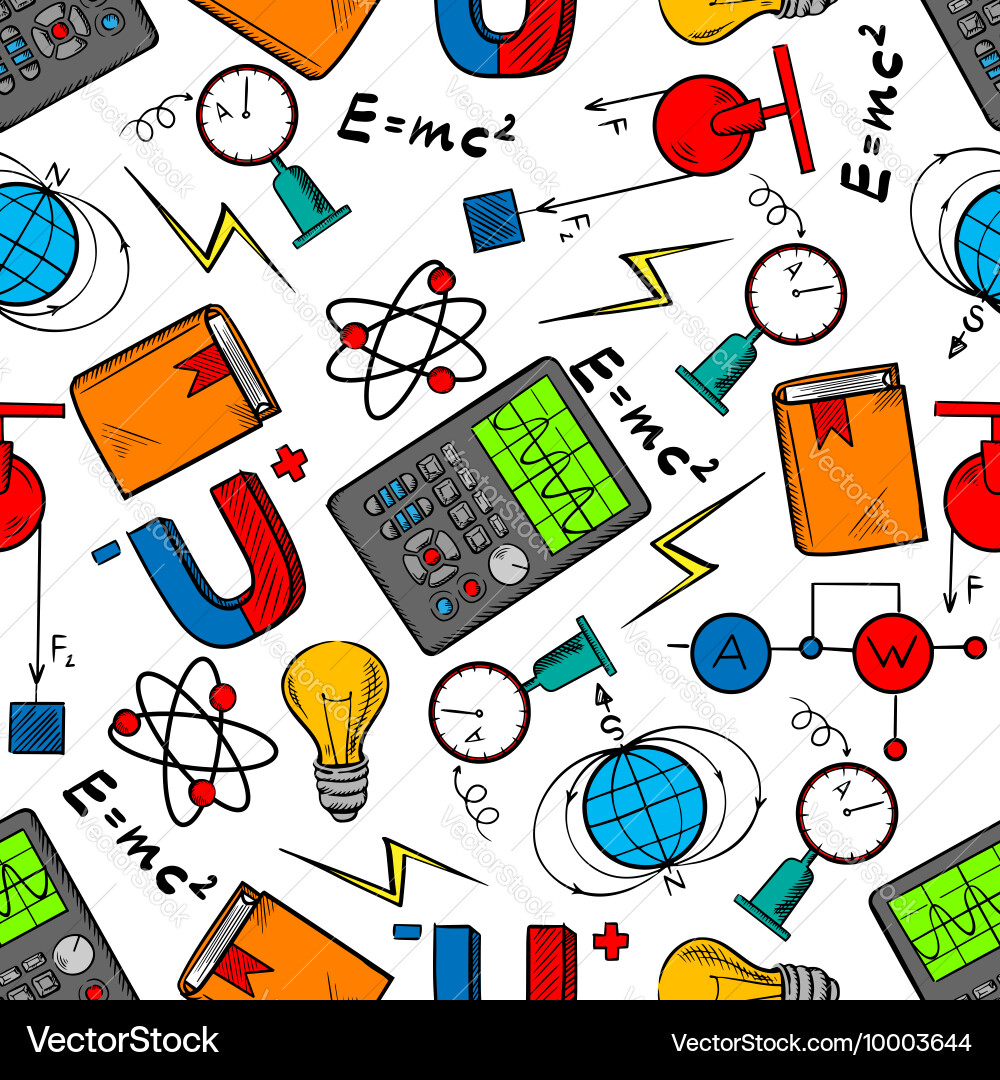 A
E=mc²
E=mc²
F
N
F₂
A
S
E=mc²
F
A
W
F₂
S
A
A
E=mc²
N
VectorStock
VectorStock.com/10003644